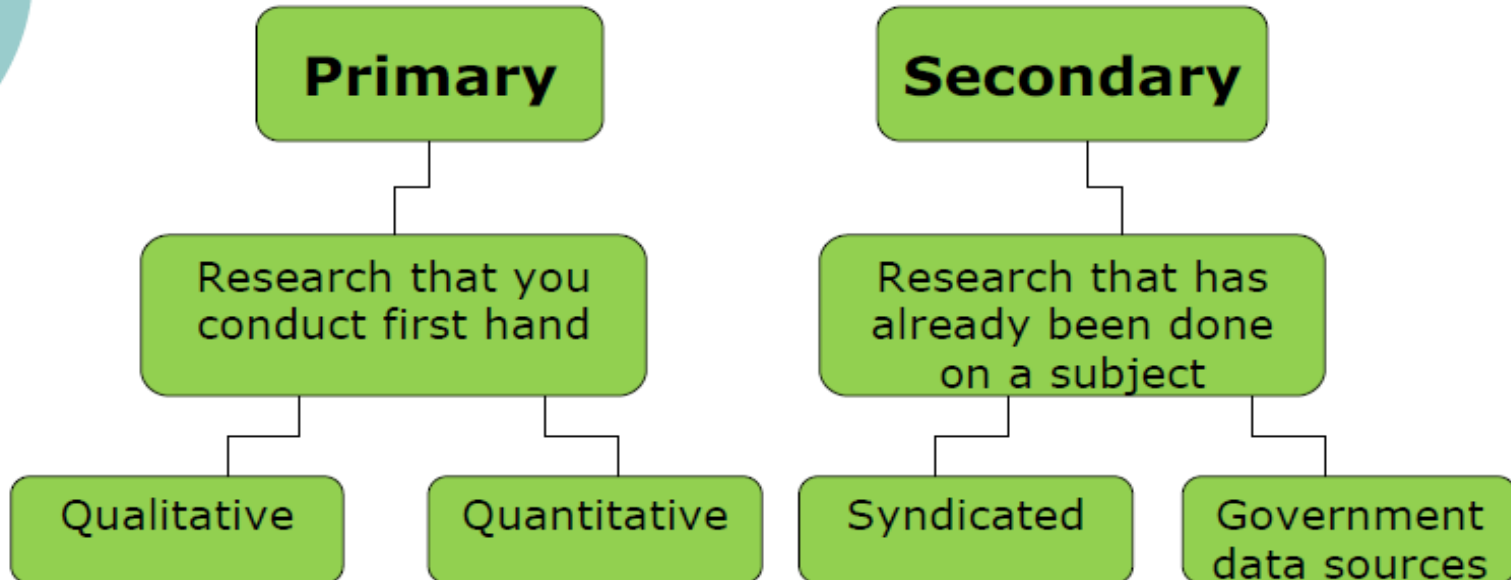 Primary
Secondary
Research that you
conduct first hand
Research that has
already been done
on a subject
Qualitative
Quantitative
Syndicated
Government
data sources